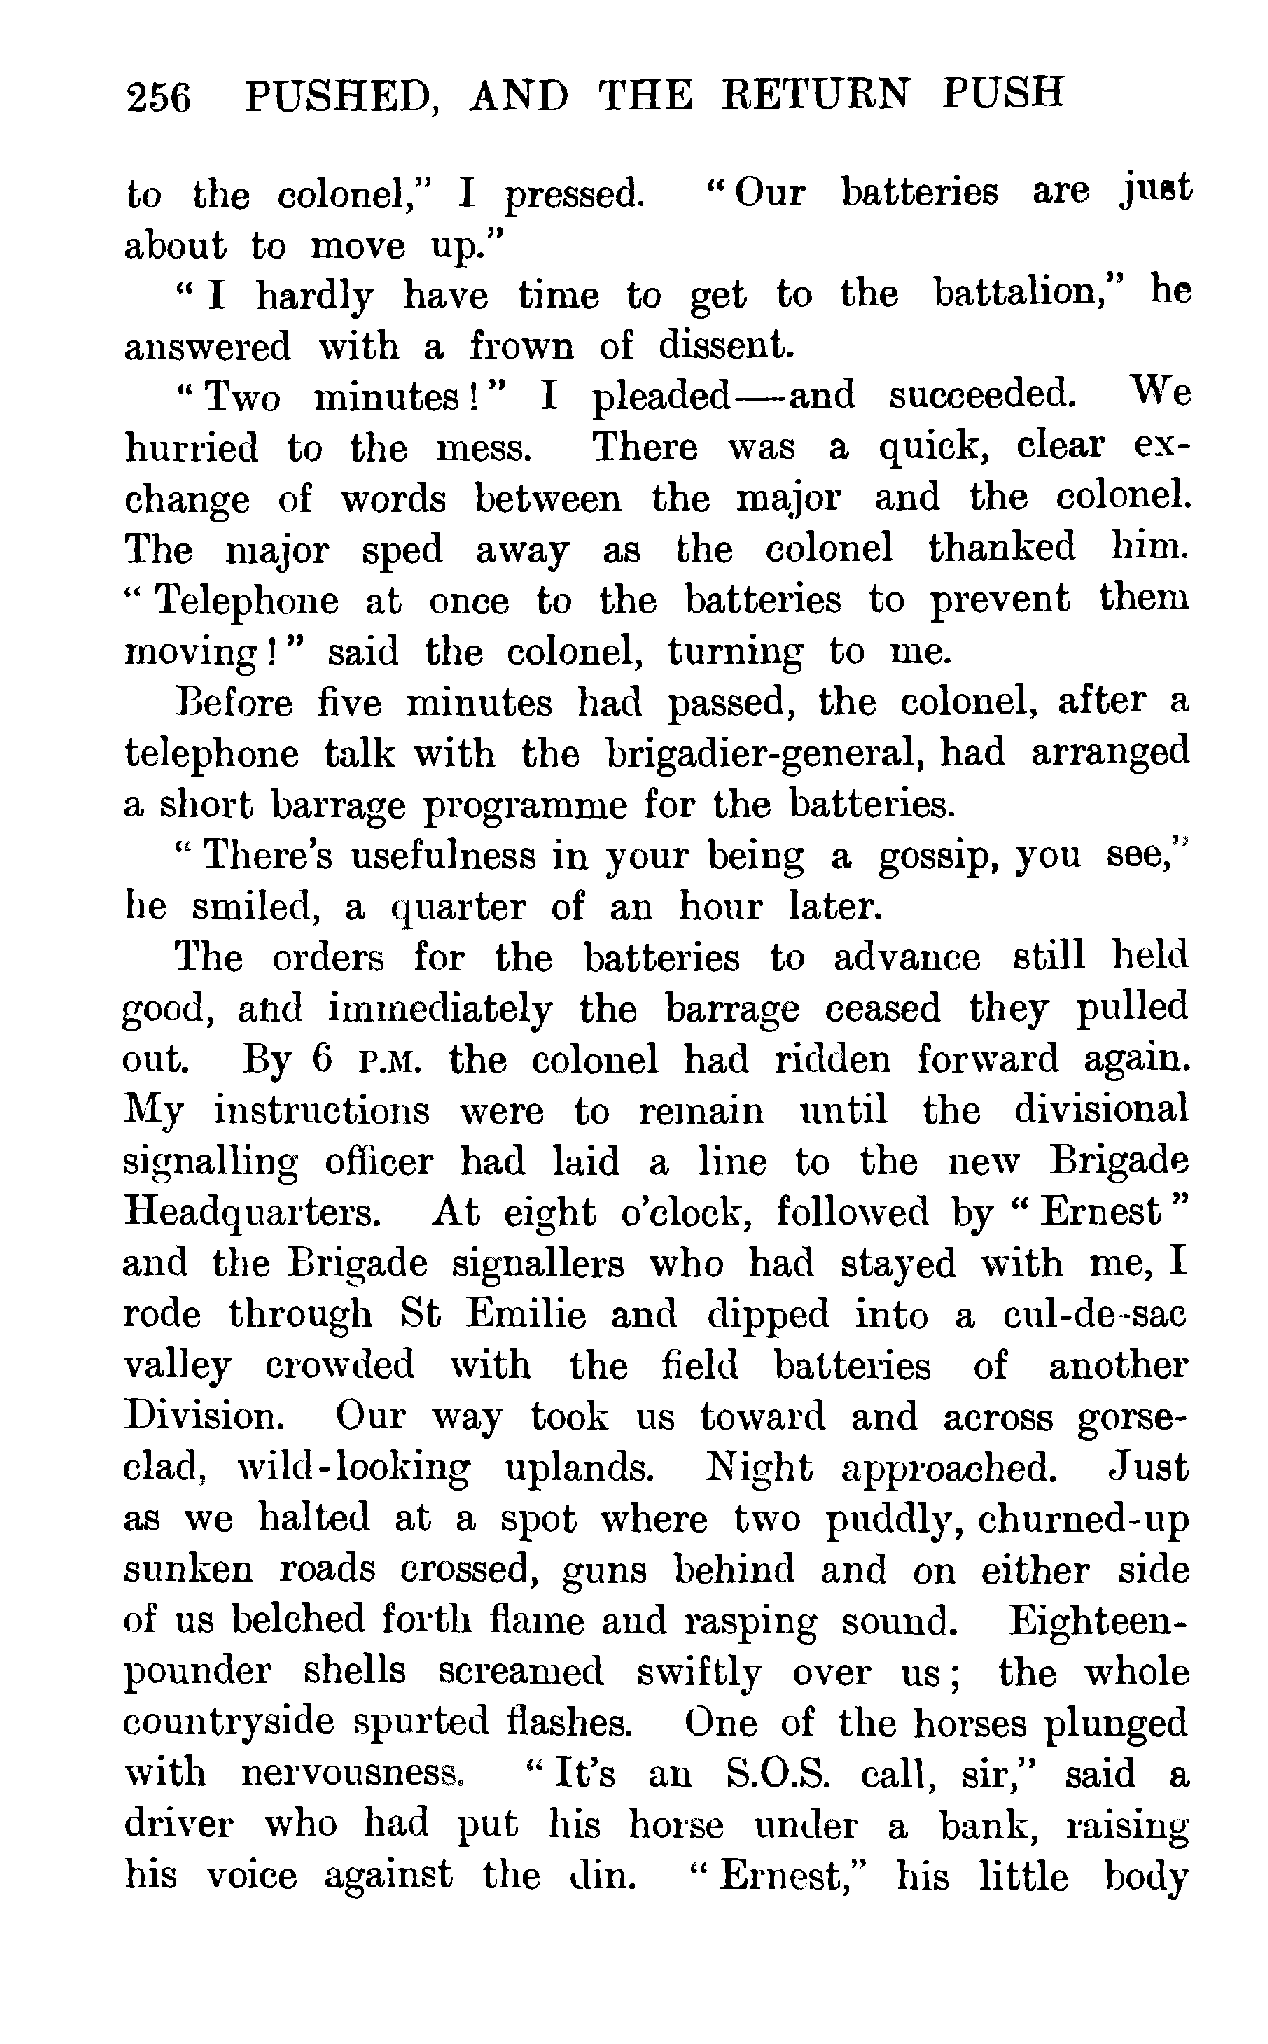 256 PUSHED, AND THE RETURN PUSH
to the colonel," I pressed. "Our batteries are just
about to move up."
"I hardly have time to get to the battalion," he
answered with a frown of dissent.
"Two minutes!" I pleaded—and succeeded. We
hurried to the mess. There was a quick, clear ex-
change of words between the major and the colonel.
The major sped away as the colonel thanked him.
"Telephone at once to the batteries to prevent them
moving!" said the colonel, turning to me.
Before five minutes had passed, the colonel, after a
telephone talk with the brigadier-general, had arranged
a short barrage programme for the batteries.
"There's usefulness in your being a gossip, you see,"
he smiled, a quarter of an hour later.
The orders for the batteries to advance still held
good, and immediately the barrage ceased they pulled
out. By 6 P.M. the colonel had ridden forward again.
My instructions were to remain until the divisional
signalling officer had laid a line to the new Brigade
Headquarters. At eight o'clock, followed by "Ernest"
and the Brigade signallers who had stayed with me, I
rode through St Emilie and dipped into a cul-de-sac
valley crowded with the field batteries of another
Division. Our way took us toward and across gorse-
clad, wild-looking uplands. Night approached. Just
as we halted at a spot where two puddly, churned-up
sunken roads crossed, guns behind and on either side
of us belched forth flame and rasping sound. Eighteen-
pounder shells screamed swiftly over us; the whole
countryside spurted flashes. One of the horses plunged
with nervousness. "It's an S.O.S. call, sir," said a
driver who had put his horse under a bank, raising
his voice against the din. "Ernest," his little body